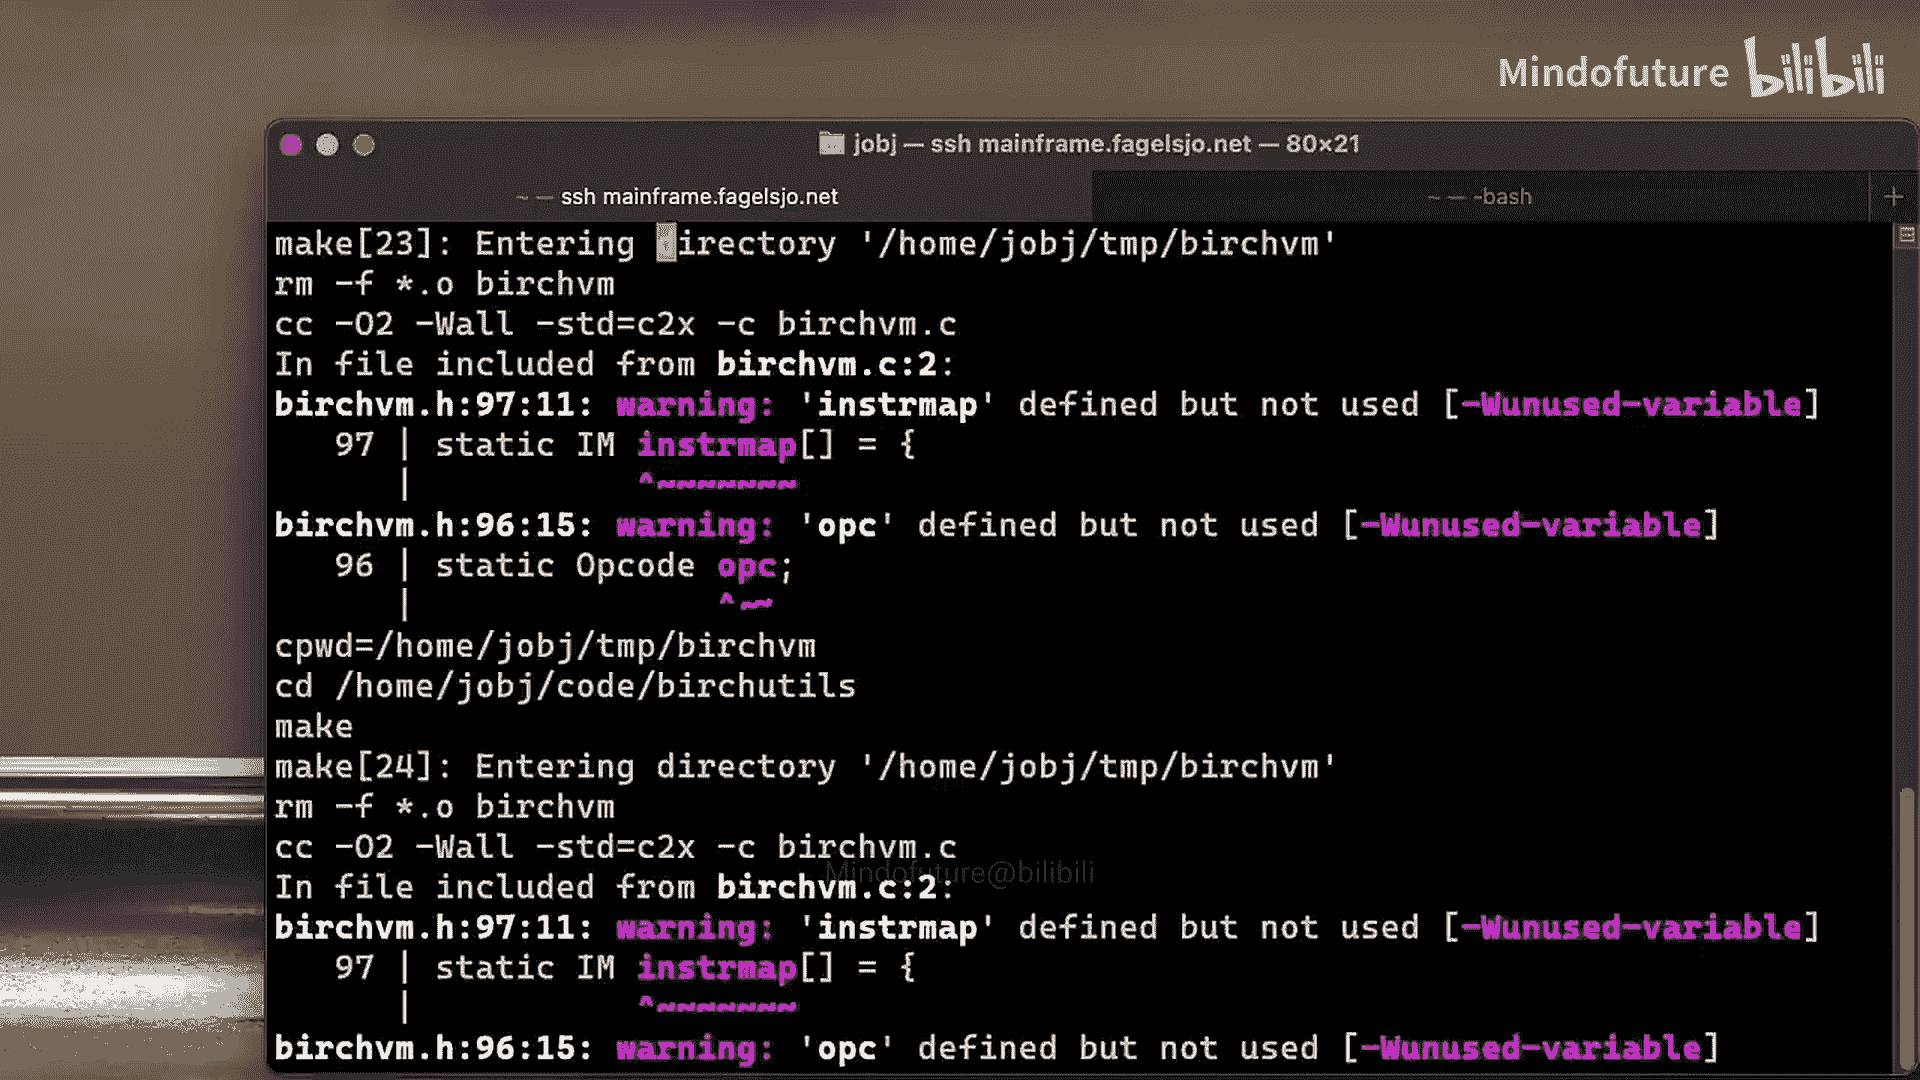 Mindofuture bilibili
jobj — ssh mainframe.fagelsjo.net — 80×21
~ — ssh mainframe.fagelsjo.net
~ — -bash
make[23]: Entering directory '/home/jobj/tmp/birchvm'
rm -f *.o birchvm
cc -O2 -Wall -std=c2x -c birchvm.c
In file included from birchvm.c:2:
birchvm.h:97:11: warning: 'instrmap' defined but not used [-Wunused-variable]
97 | static IM instrmap[] = {
| ^~~~~~~~
birchvm.h:96:15: warning: 'opc' defined but not used [-Wunused-variable]
96 | static Opcode opc;
| ^~~
cpwd=/home/jobj/tmp/birchvm
cd /home/jobj/code/birchutils
make
make[24]: Entering directory '/home/jobj/tmp/birchvm'
rm -f *.o birchvm
cc -O2 -Wall -std=c2x -c birchvm.c
Mindofuture@bilibili
In file included from birchvm.c:2:
birchvm.h:97:11: warning: 'instrmap' defined but not used [-Wunused-variable]
97 | static IM instrmap[] = {
| ^~~~~~~~
birchvm.h:96:15: warning: 'opc' defined but not used [-Wunused-variable]